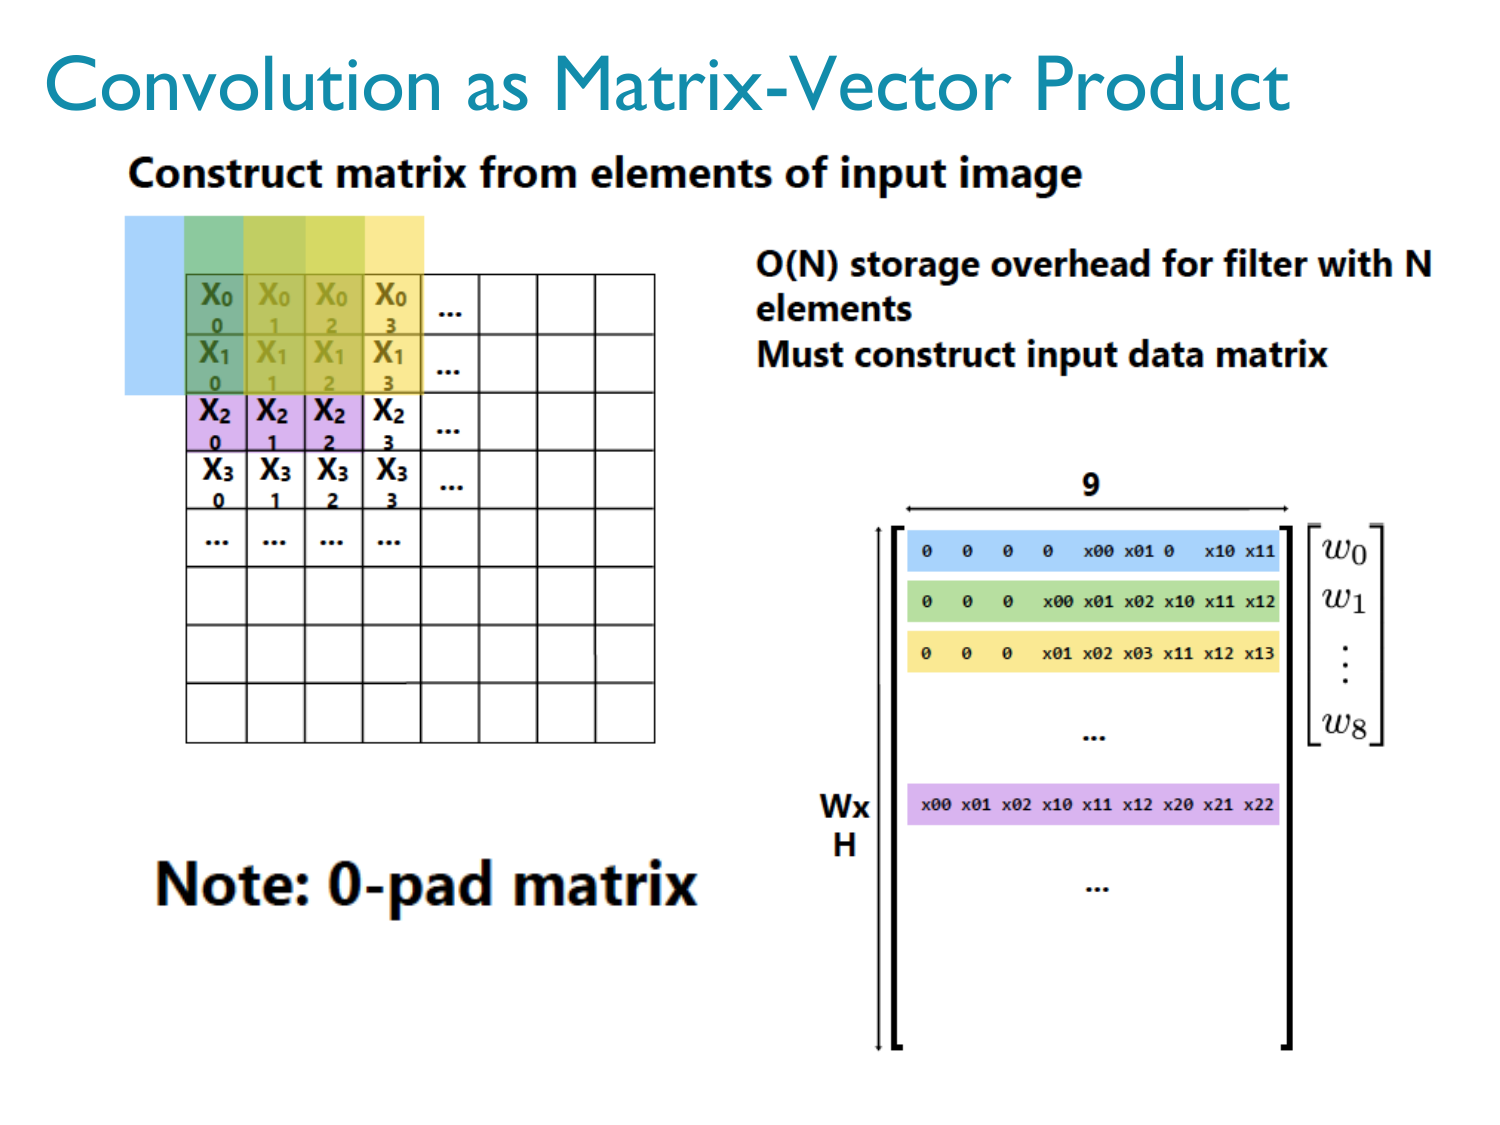 Convolution as Matrix-Vector Product
Construct matrix from elements of input image
O(N) storage overhead for filter with N
elements
Must construct input data matrix
X0 X0 X0 X0 ...
0 1 2 3
X1 X1 X1 X1 ...
0 1 2 3
X2 X2 X2 X2 ...
0 1 2 3
X3 X3 X3 X3 ...
0 1 2 3
... ... ... ...
Note: 0-pad matrix
9
0 0 0 0 x00 x01 0 x10 x11
0 0 0 x00 x01 x02 x10 x11 x12
0 0 0 x01 x02 x03 x11 x12 x13
...
x00 x01 x02 x10 x11 x12 x20 x21 x22
...
Wx
H
w0
w1
⋮
w8